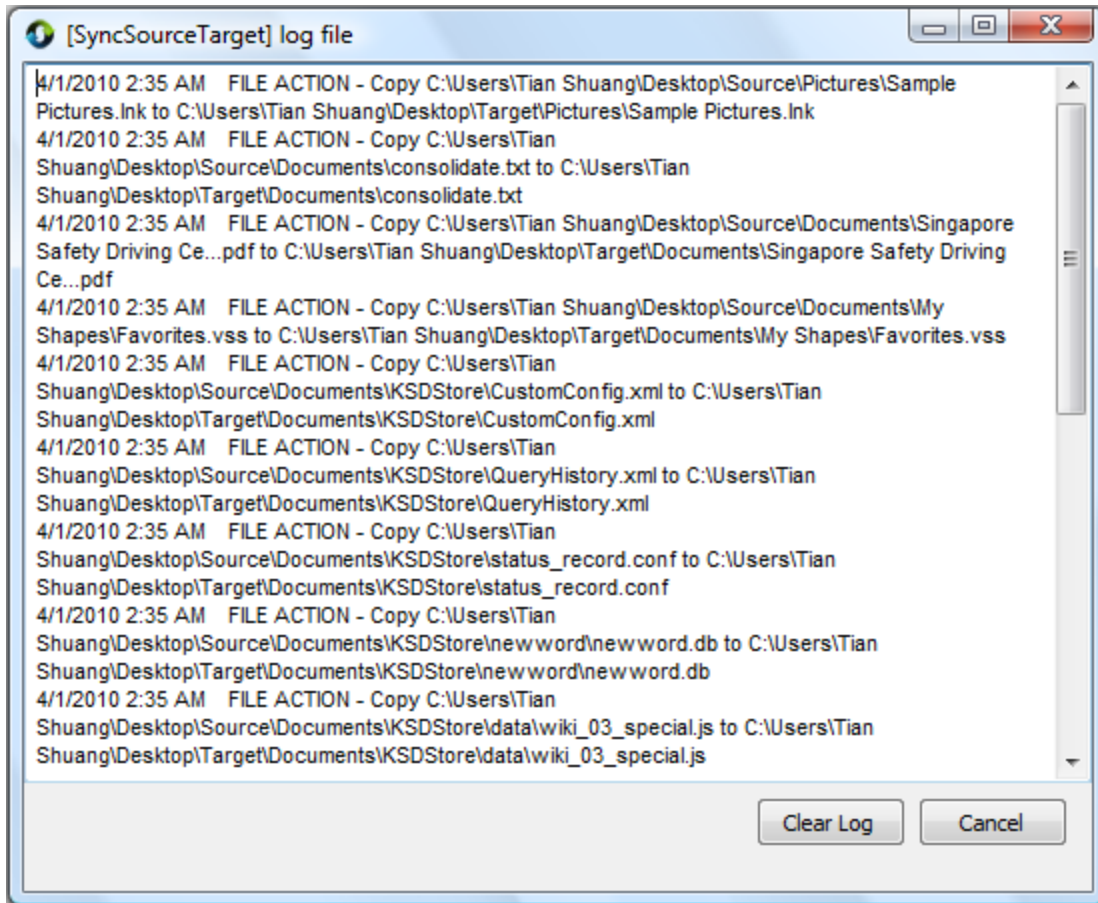 [SyncSourceTarget] log file
4/1/2010 2:35 AM    FILE ACTION - Copy C:\Users\Tian Shuang\Desktop\Source\Pictures\Sample
Pictures.lnk to C:\Users\Tian Shuang\Desktop\Target\Pictures\Sample Pictures.lnk
4/1/2010 2:35 AM    FILE ACTION - Copy C:\Users\Tian
Shuang\Desktop\Source\Documents\consolidate.txt to C:\Users\Tian
Shuang\Desktop\Target\Documents\consolidate.txt
4/1/2010 2:35 AM    FILE ACTION - Copy C:\Users\Tian Shuang\Desktop\Source\Documents\Singapore
Safety Driving Ce...pdf to C:\Users\Tian Shuang\Desktop\Target\Documents\Singapore Safety Driving
Ce...pdf
4/1/2010 2:35 AM    FILE ACTION - Copy C:\Users\Tian Shuang\Desktop\Source\Documents\My
Shapes\Favorites.vss to C:\Users\Tian Shuang\Desktop\Target\Documents\My Shapes\Favorites.vss
4/1/2010 2:35 AM    FILE ACTION - Copy C:\Users\Tian
Shuang\Desktop\Source\Documents\KSDStore\CustomConfig.xml to C:\Users\Tian
Shuang\Desktop\Target\Documents\KSDStore\CustomConfig.xml
4/1/2010 2:35 AM    FILE ACTION - Copy C:\Users\Tian
Shuang\Desktop\Source\Documents\KSDStore\QueryHistory.xml to C:\Users\Tian
Shuang\Desktop\Target\Documents\KSDStore\QueryHistory.xml
4/1/2010 2:35 AM    FILE ACTION - Copy C:\Users\Tian
Shuang\Desktop\Source\Documents\KSDStore\status_record.conf to C:\Users\Tian
Shuang\Desktop\Target\Documents\KSDStore\status_record.conf
4/1/2010 2:35 AM    FILE ACTION - Copy C:\Users\Tian
Shuang\Desktop\Source\Documents\KSDStore\newword\newword.db to C:\Users\Tian
Shuang\Desktop\Target\Documents\KSDStore\newword\newword.db
4/1/2010 2:35 AM    FILE ACTION - Copy C:\Users\Tian
Shuang\Desktop\Source\Documents\KSDStore\data\wiki_03_special.js to C:\Users\Tian
Shuang\Desktop\Target\Documents\KSDStore\data\wiki_03_special.js
Clear Log
Cancel